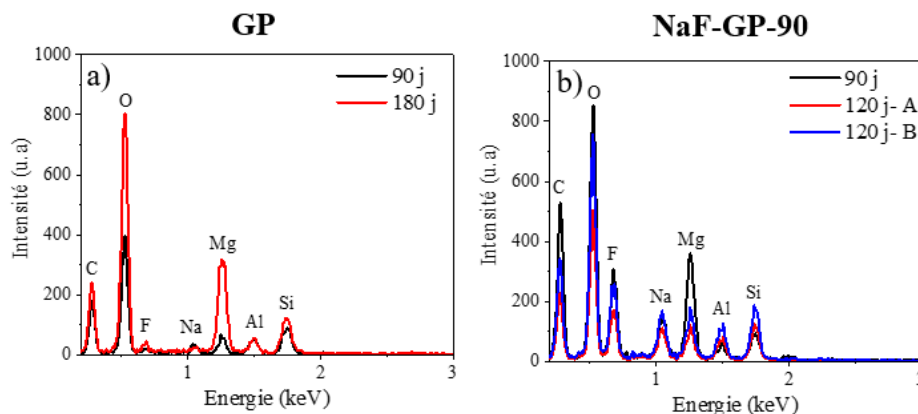 GP
a)
90 j
180 j
1000
800
600
400
200
0
Intensité (u.a)
C
O
F
Na
Mg
Al
Si
1
2
3
Energie (keV)
NaF-GP-90
b)
90 j
120 j- A
120 j- B
1000
800
600
400
200
0
Intensité (u.a)
C
O
F
Na
Mg
Al
Si
1
2
Energie (keV)